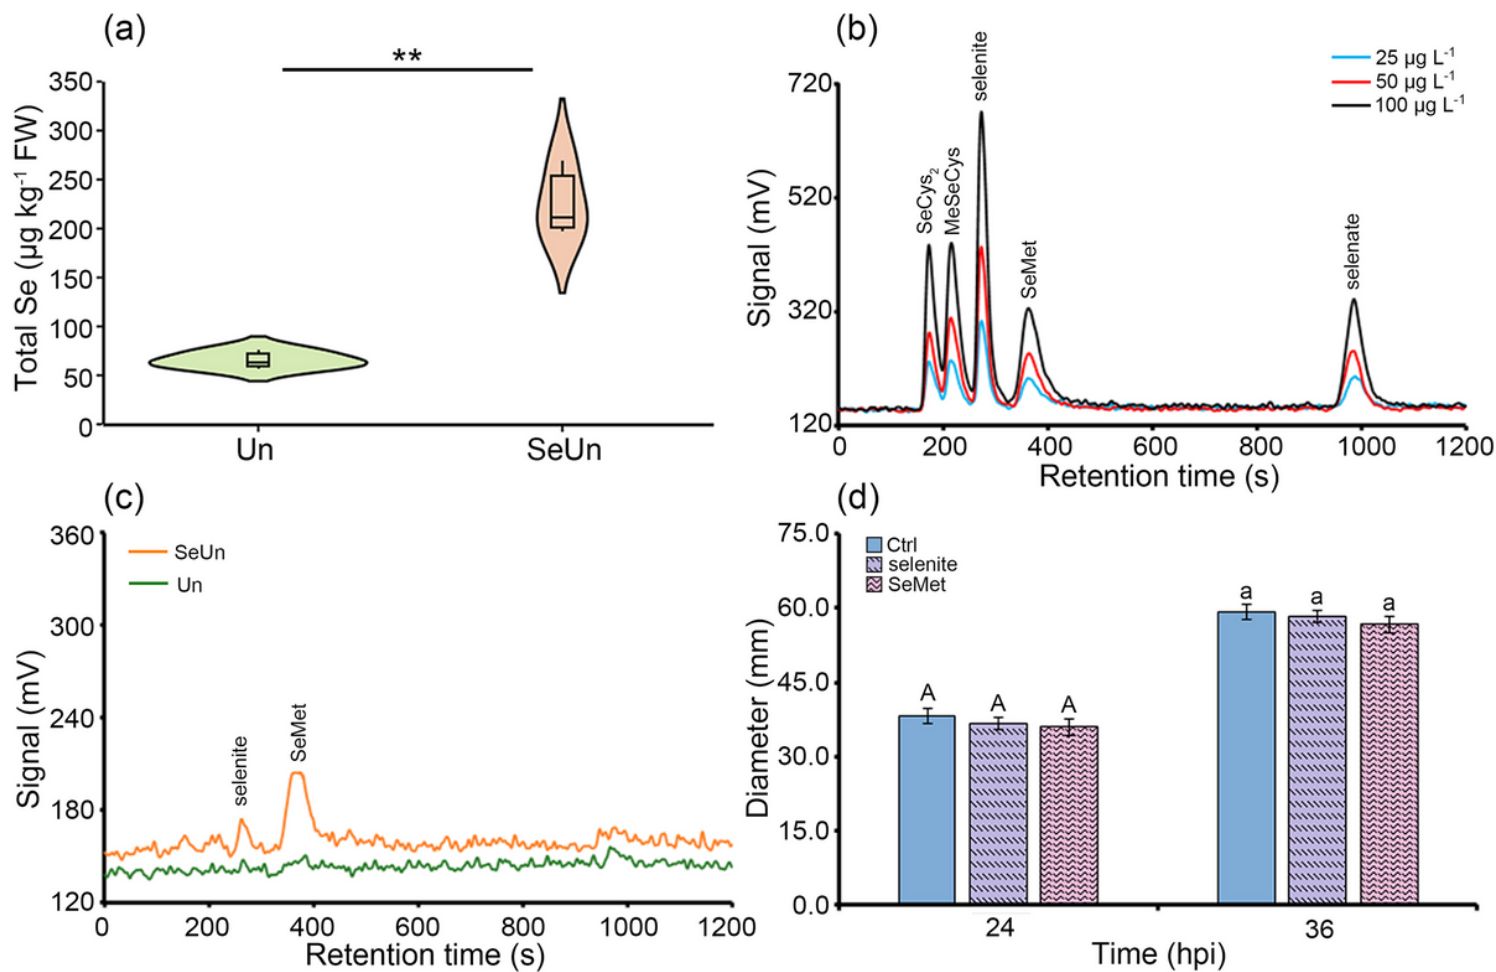 (a)
**
Total Se (µg kg⁻¹ FW)
350
300
250
200
150
100
50
0
Un
SeUn
(b)
Signal (mV)
720
520
320
120
SeCys₂
MeSeCys
selenite
SeMet
selenate
25 µg L⁻¹
50 µg L⁻¹
100 µg L⁻¹
0 200 400 600 800 1000 1200
Retention time (s)
(c)
Signal (mV)
360
300
240
180
120
SeUn
Un
selenite
SeMet
0 200 400 600 800 1000 1200
Retention time (s)
(d)
Diameter (mm)
75.0
60.0
45.0
30.0
15.0
0.0
Ctrl
selenite
SeMet
A A A
a a a
24 36
Time (hpi)